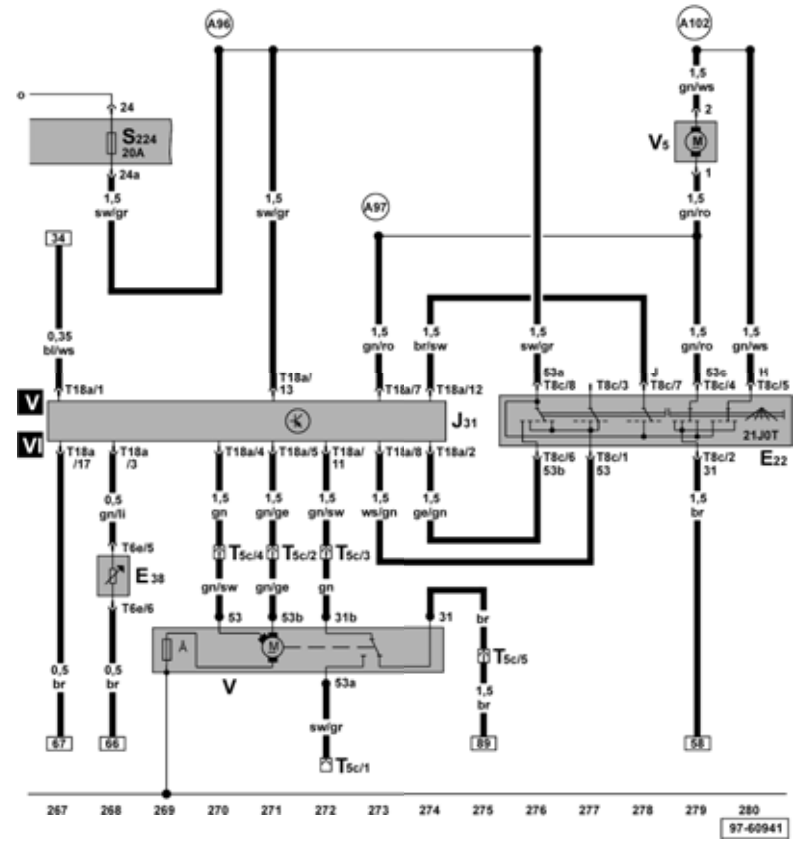 A96
A102
24
S224
20A
24a
1,5
gn/ws
2
V5
M
1
1,5
sw/gr
1,5
sw/gr
A97
1,5
gn/ro
34
0,35
bl/ws
1,5
gn/ro
1,5
br/sw
1,5
sw/gr
1,5
gn/ro
1,5
gn/ws
T18a/1
T18a/
13
T18a/7
T18a/12
53a
T8c/8
T8c/3
J
T8c/7
53c
T8c/4
H
T8c/5
V
J31
21J0T
E22
VI
T18a
/17
T18a
/3
T18a/4
T18a/5
T18a/
11
T18a/8
T18a/2
T8c/6
53b
T8c/1
53
T8c/2
31
0,5
gn/li
1,5
gn
1,5
gn/ge
1,5
gn/sw
1,5
ws/gn
1,5
ge/gn
1,5
br
T6e/5
E38
T6e/6
T5c/4
T5c/2
T5c/3
gn/sw
gn/ge
gn
53
53b
31b
31
br
T5c/5
1,5
br
A
M
V
53a
0,5
br
0,5
br
sw/gr
T5c/1
67
66
89
58
267 268 269 270 271 272 273 274 275 276 277 278 279 280
97-60941